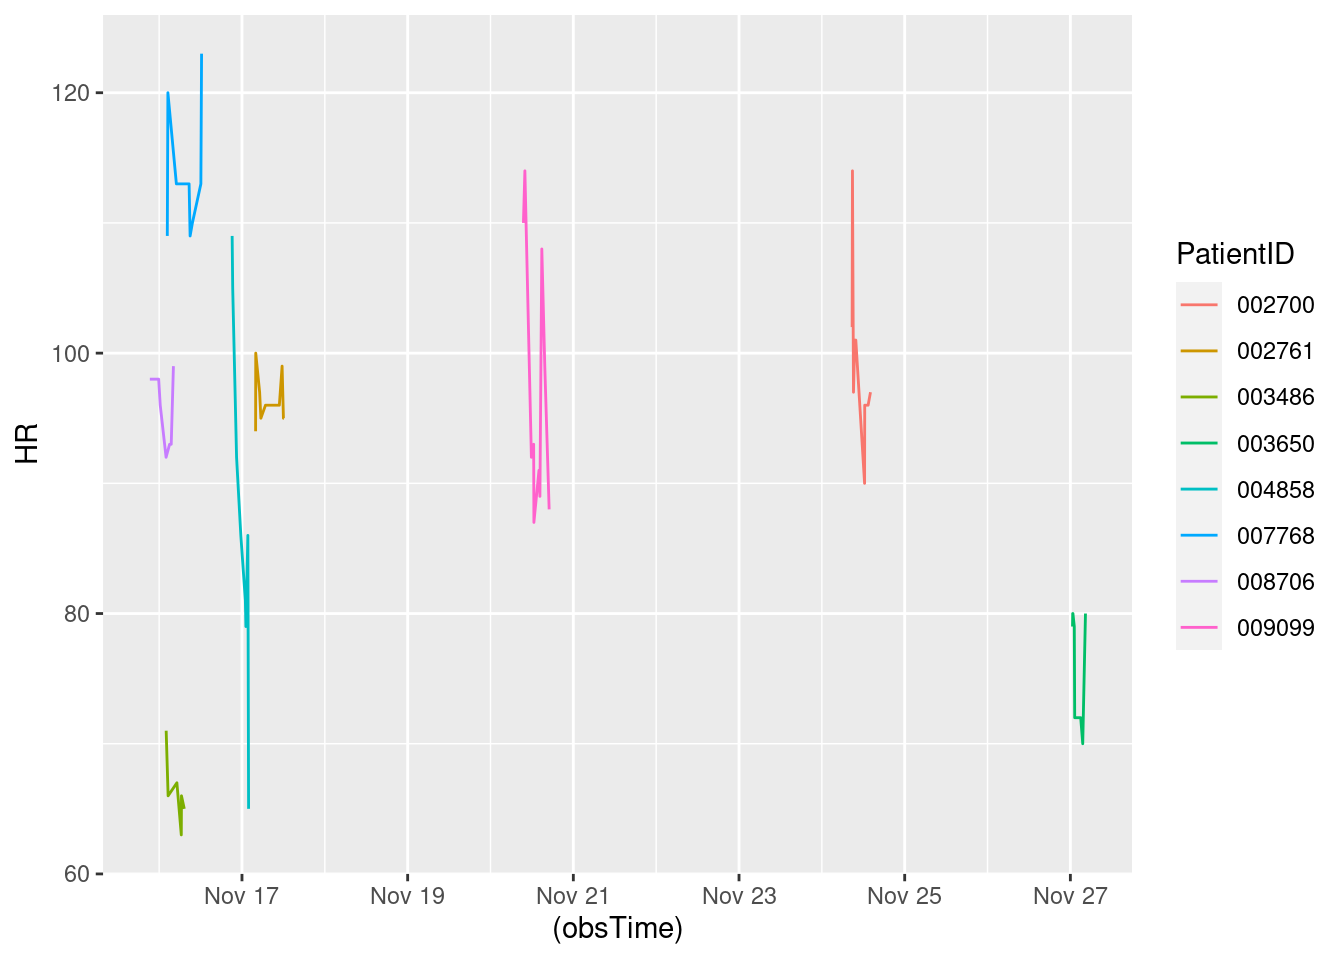 HR
120
100
80
60
Nov 17
Nov 19
Nov 21
Nov 23
Nov 25
Nov 27
(obsTime)
PatientID
002700
002761
003486
003650
004858
007768
008706
009099